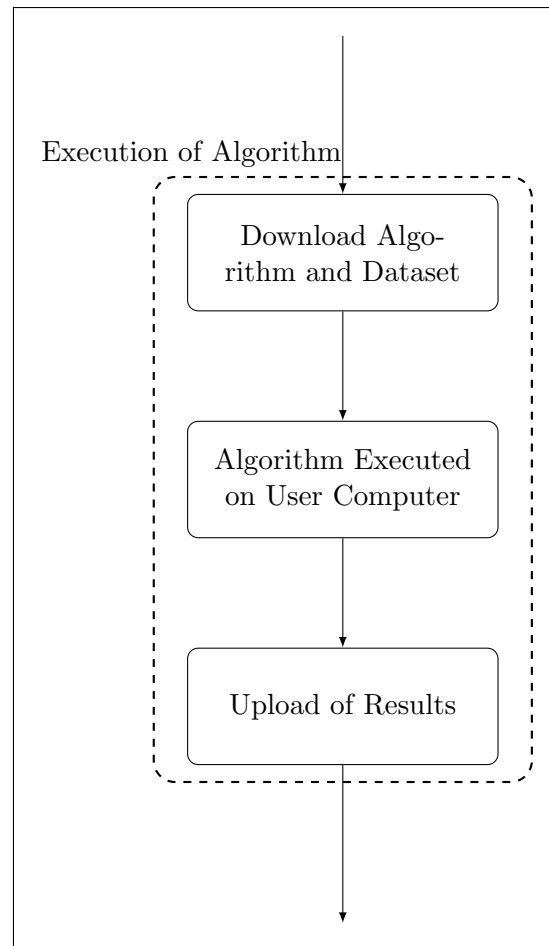 Execution of Algorithm
Download Algo-
rithm and Dataset
Algorithm Executed
on User Computer
Upload of Results